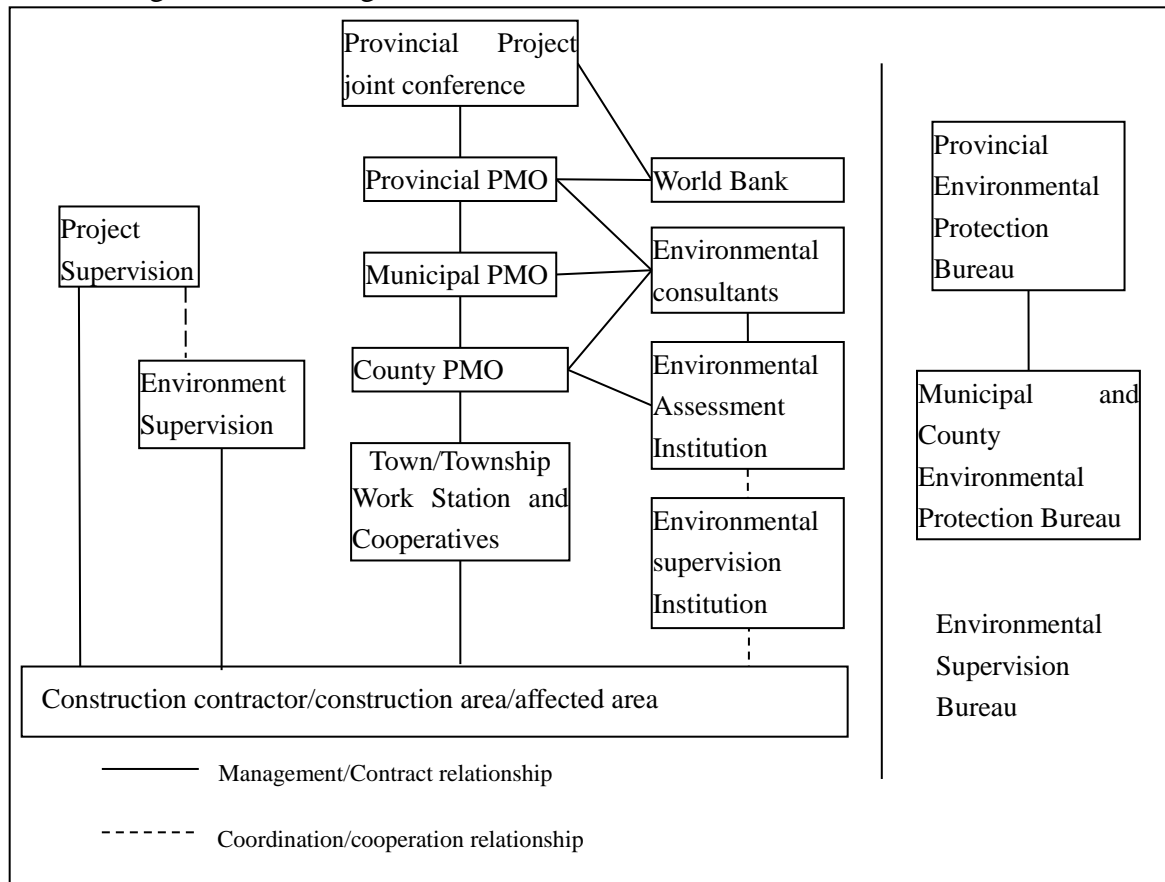 Provincial Project
joint conference
Provincial PMO
World Bank
Project
Supervision
Municipal PMO
Environmental
consultants
County PMO
Environment
Supervision
Environmental
Assessment
Institution
Town/Township
Work Station and
Cooperatives
Environmental
supervision
Institution
Construction contractor/construction area/affected area
Management/Contract relationship
Coordination/cooperation relationship
Provincial
Environmental
Protection
Bureau
Municipal and
County
Environmental
Protection Bureau
Environmental
Supervision
Bureau